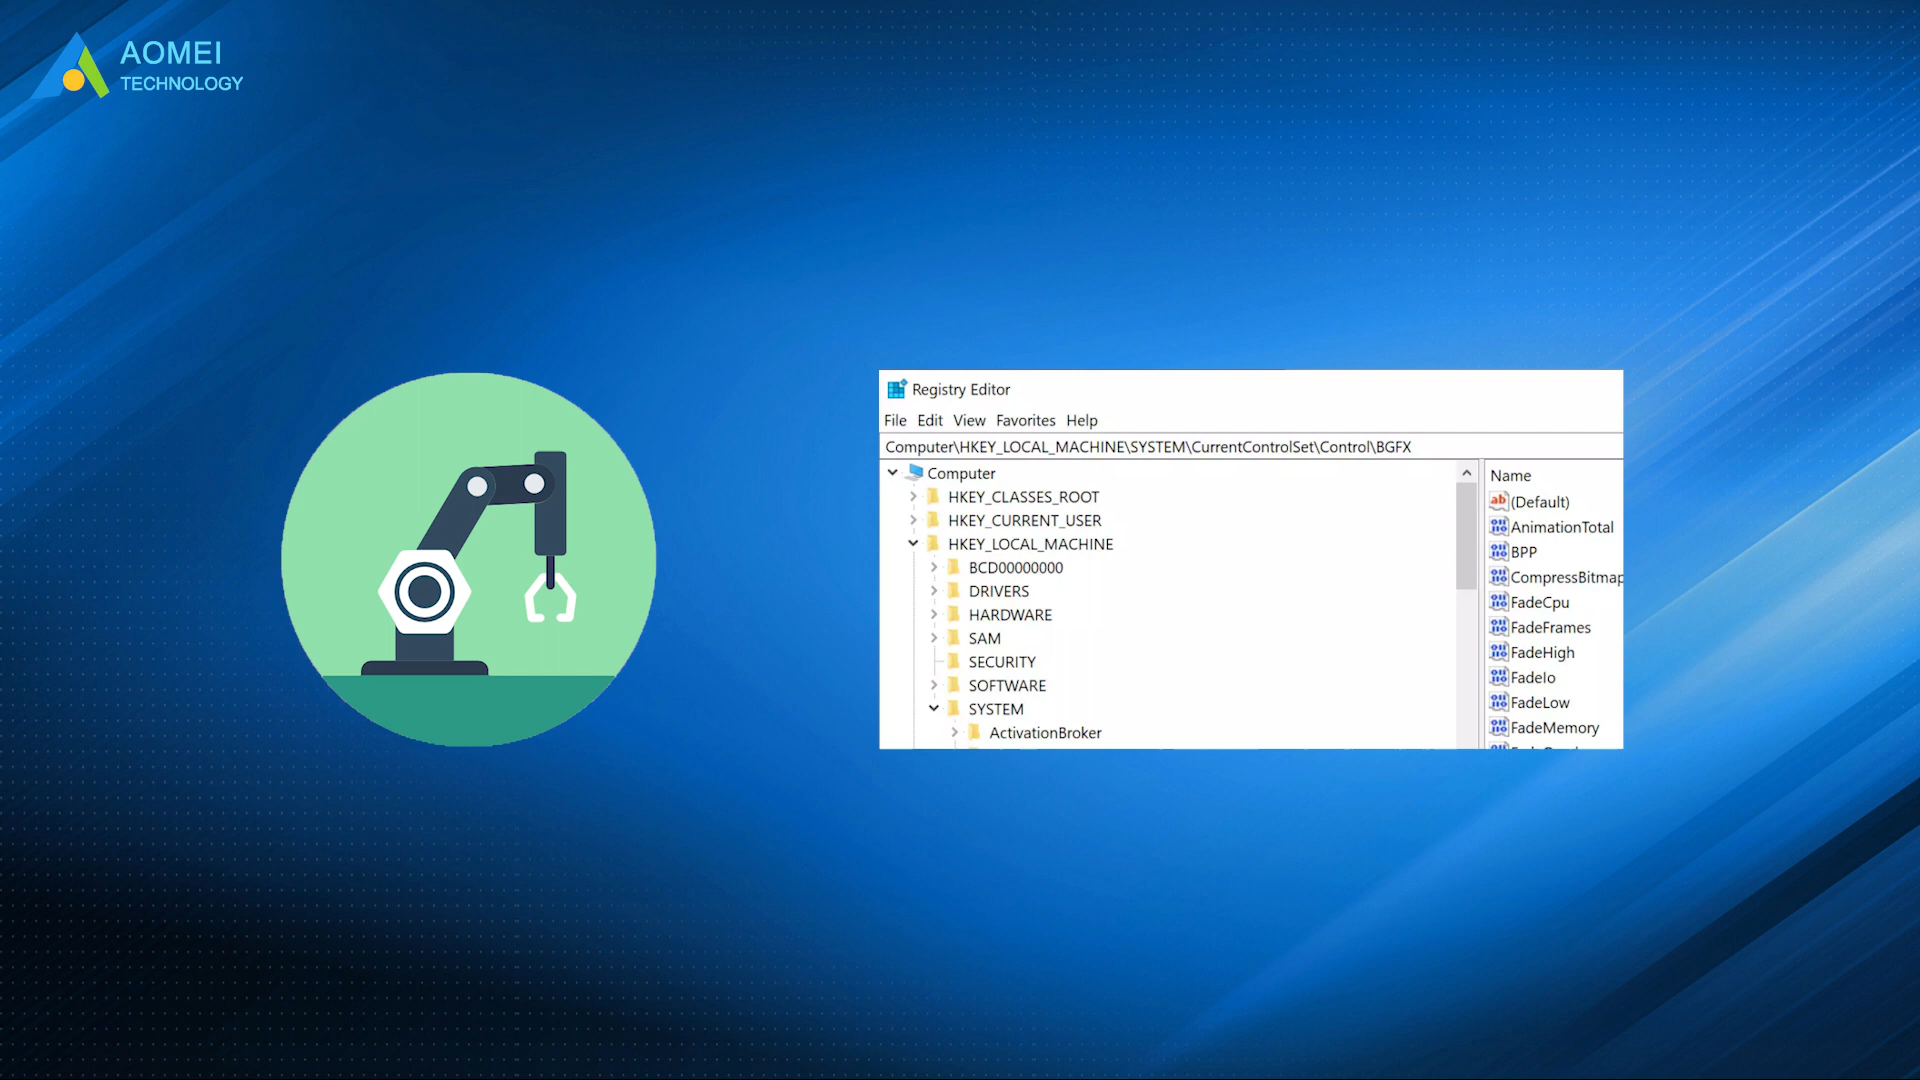 AOMEI
TECHNOLOGY
Registry Editor
File Edit View Favorites Help
Computer\HKEY_LOCAL_MACHINE\SYSTEM\CurrentControlSet\Control\BGFX
Computer
HKEY_CLASSES_ROOT
HKEY_CURRENT_USER
HKEY_LOCAL_MACHINE
BCD00000000
DRIVERS
HARDWARE
SAM
SECURITY
SOFTWARE
SYSTEM
ActivationBroker
Name
(Default)
AnimationTotal
BPP
CompressBitmap
FadeCpu
FadeFrames
FadeHigh
FadeIo
FadeLow
FadeMemory